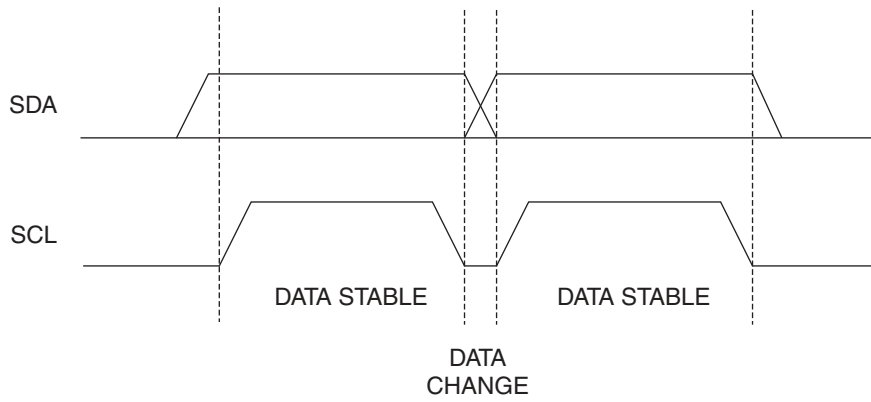 SDA
SCL
DATA STABLE
DATA STABLE
DATA
CHANGE